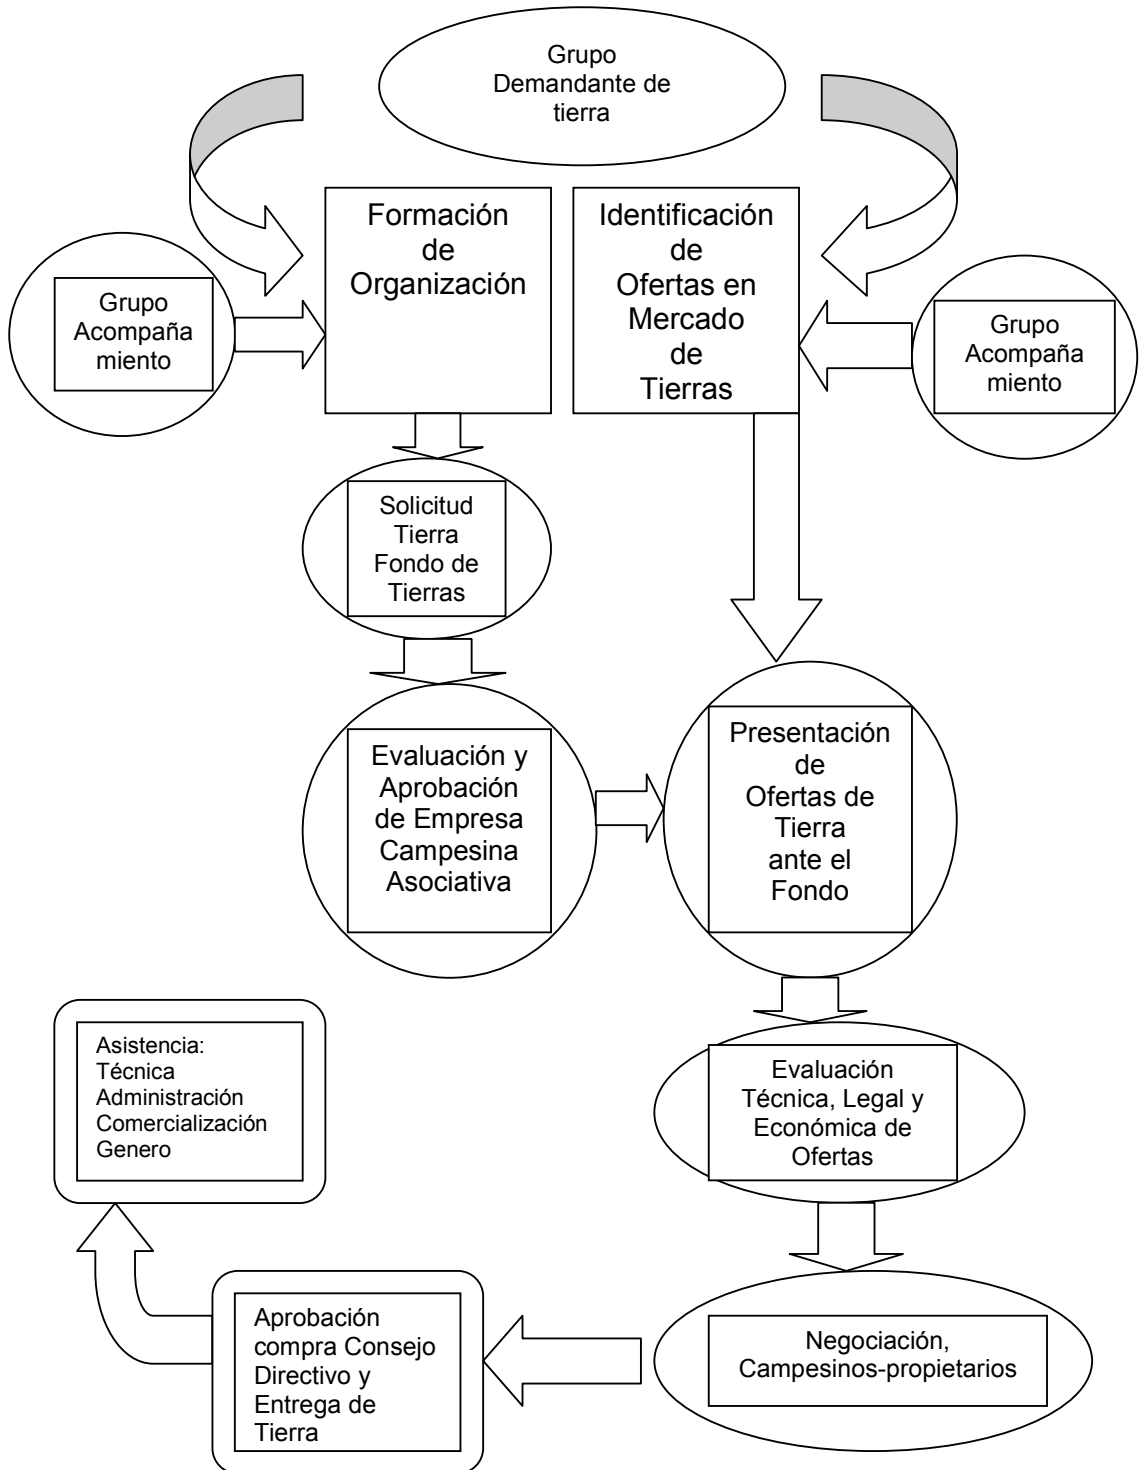 Grupo
Demandante de
tierra
Formación
de
Organización
Identificación
de
Ofertas en
Mercado
de
Tierras
Grupo
Acompaña
miento
Grupo
Acompaña
miento
Solicitud
Tierra
Fondo de
Tierras
Evaluación y
Aprobación
de Empresa
Campesina
Asociativa
Presentación
de
Ofertas de
Tierra
ante el
Fondo
Evaluación
Técnica, Legal y
Económica de
Ofertas
Negociación,
Campesinos-propietarios
Aprobación
compra Consejo
Directivo y
Entrega de
Tierra
Asistencia:
Técnica
Administración
Comercialización
Genero